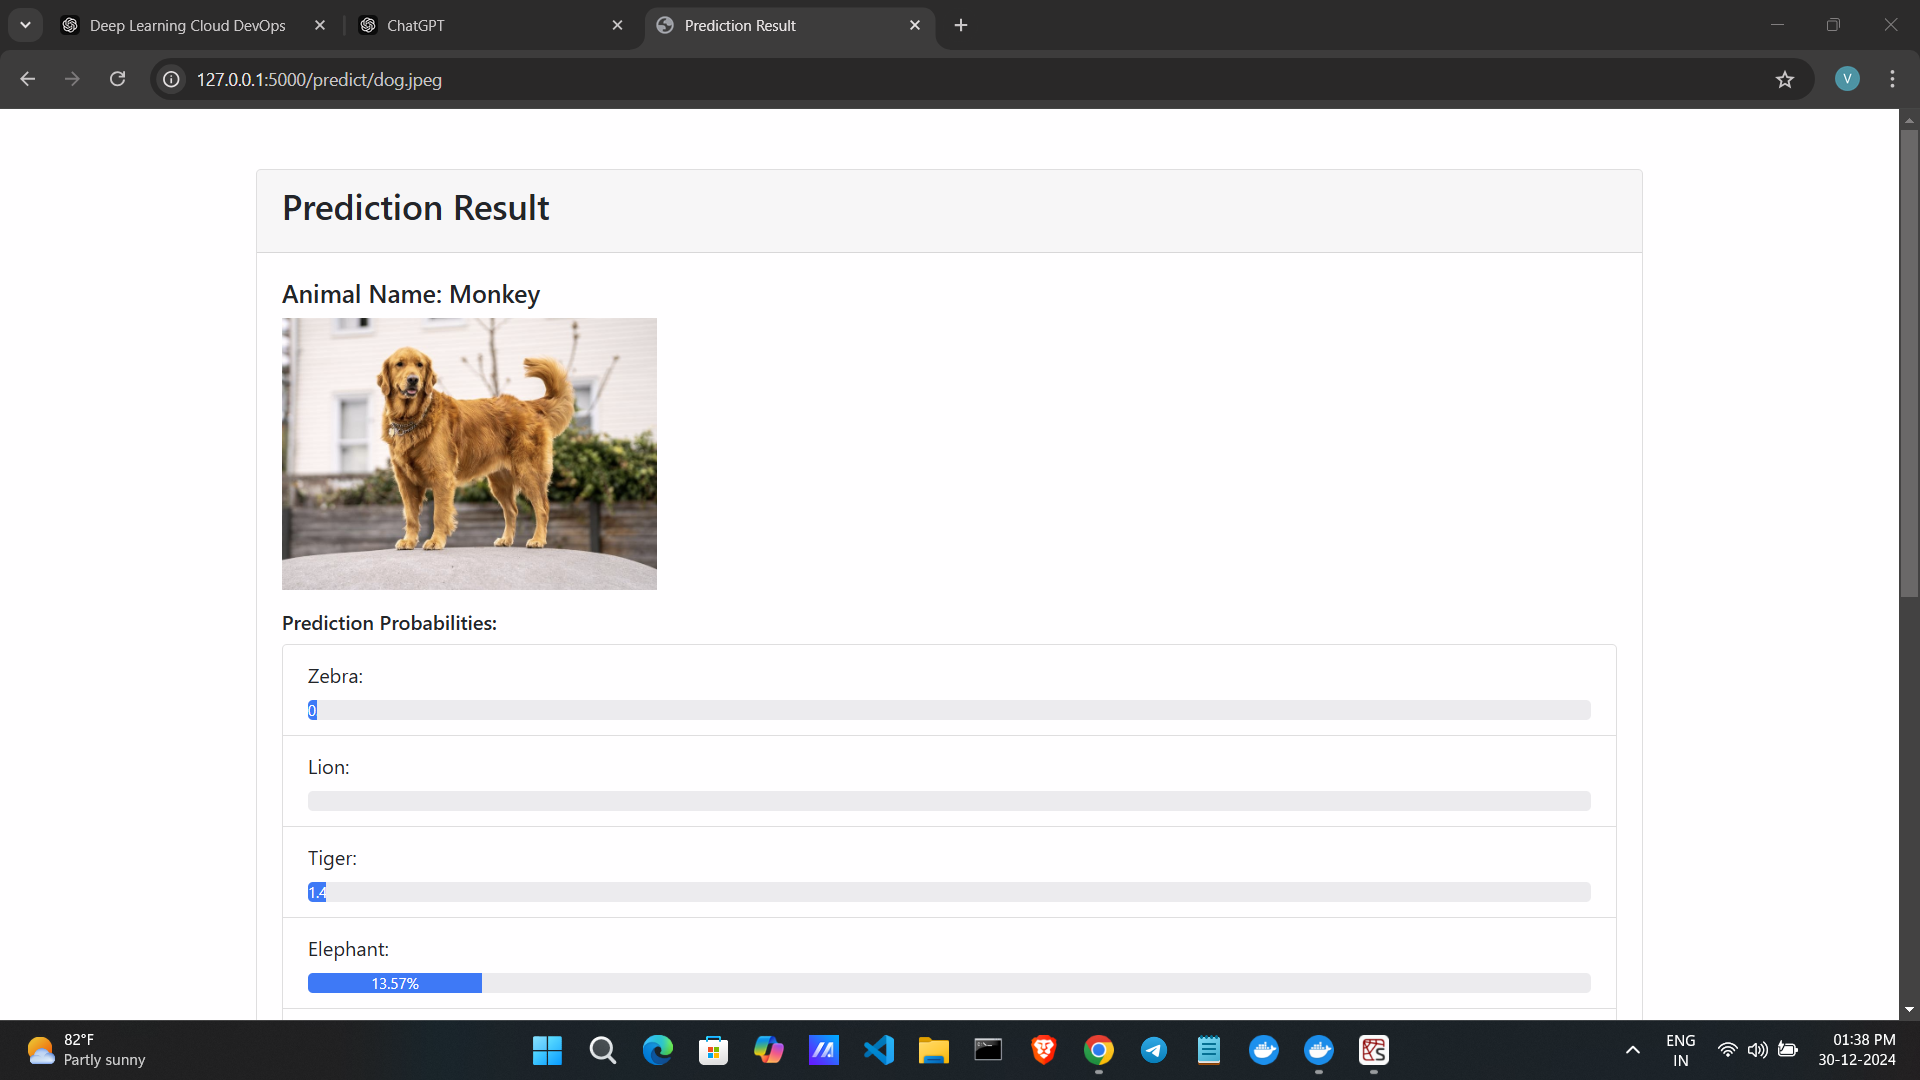 Deep Learning Cloud DevOps
ChatGPT
Prediction Result
127.0.0.1:5000/predict/dog.jpeg
V
Prediction Result
Animal Name: Monkey
Prediction Probabilities:
Zebra:
0
Lion:
Tiger:
1.4
Elephant:
13.57%
82°F
Partly sunny
ENG
IN
01:38 PM
30-12-2024